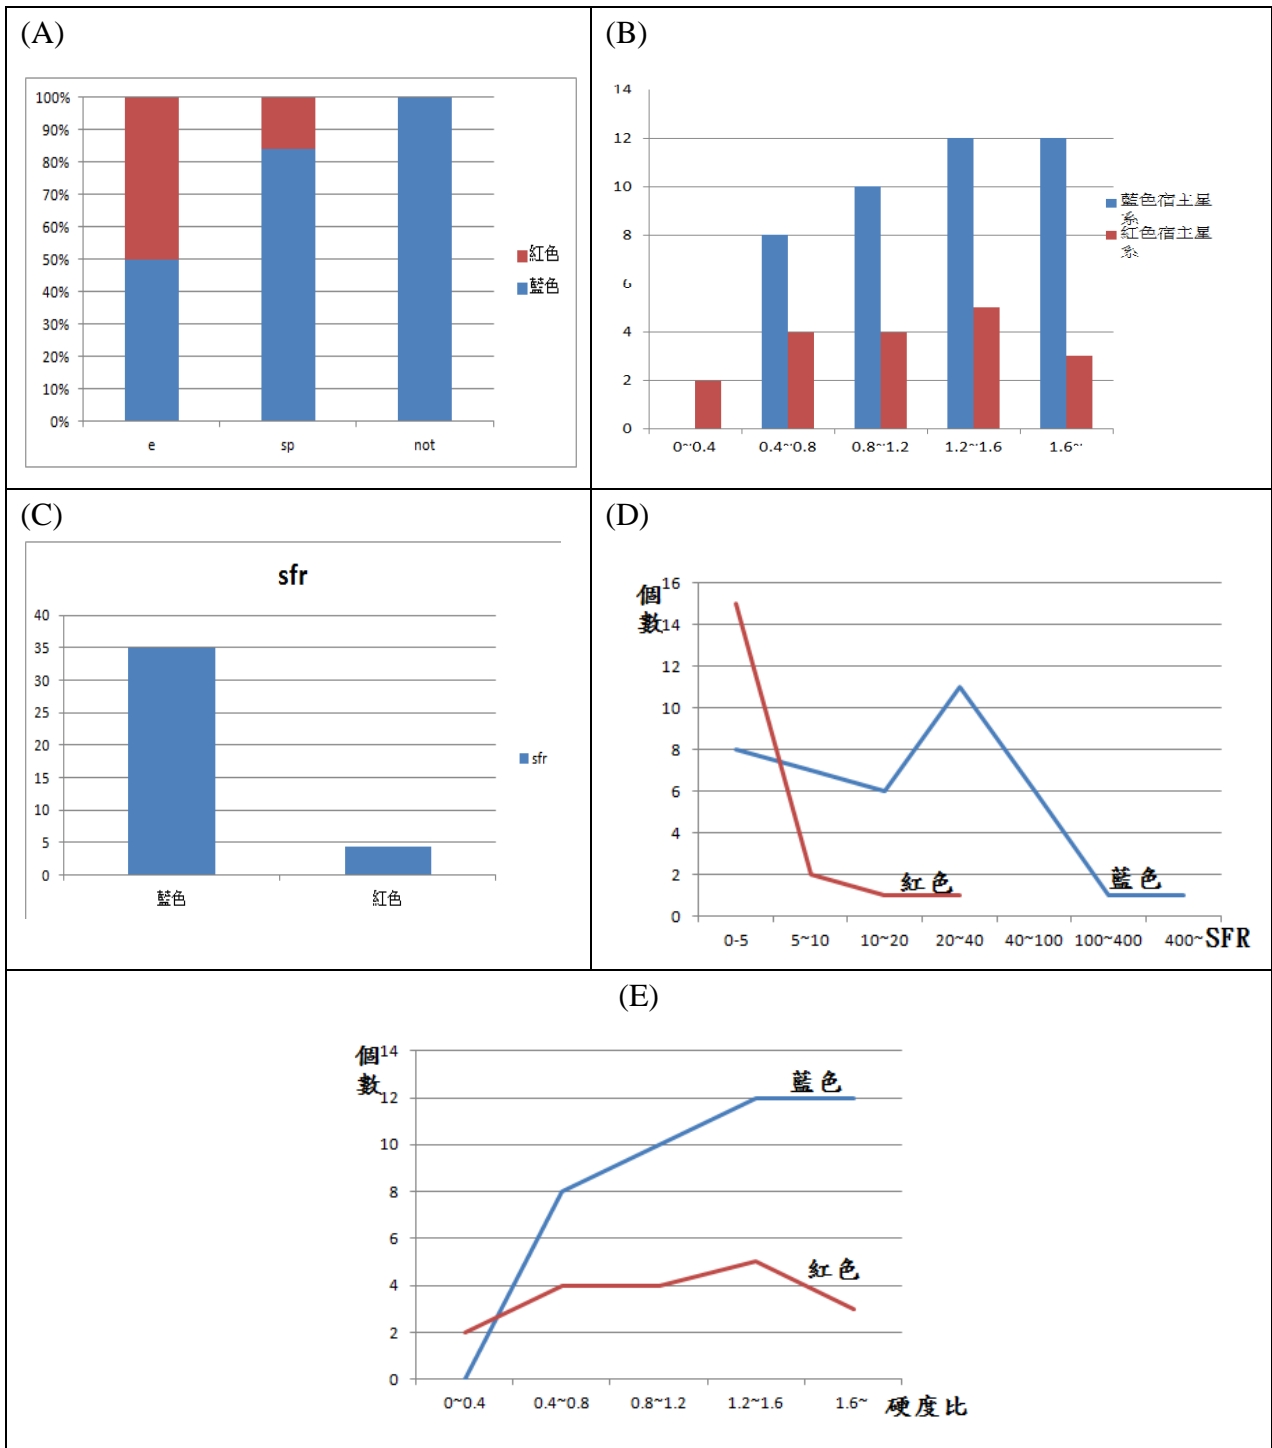 (A)
100%
90%
80%
70%
60%
50%
40%
30%
20%
10%
0%
e sp not
紅色
藍色
(B)
14
12
10
8
6
4
2
0
0~0.4 0.4~0.8 0.8~1.2 1.2~1.6 1.6~
藍色宿主星
系
紅色宿主星
系
(C)
sfr
40
35
30
25
20
15
10
5
0
藍色 紅色
sfr
(D)
個
數
16
14
12
10
8
6
4
2
0
紅色
藍色
0-5 5~10 10~20 20~40 40~100 100~400 400~ SFR
(E)
個
數
14
12
10
8
6
4
2
0
藍色
紅色
0~0.4 0.4~0.8 0.8~1.2 1.2~1.6 1.6~ 硬度比